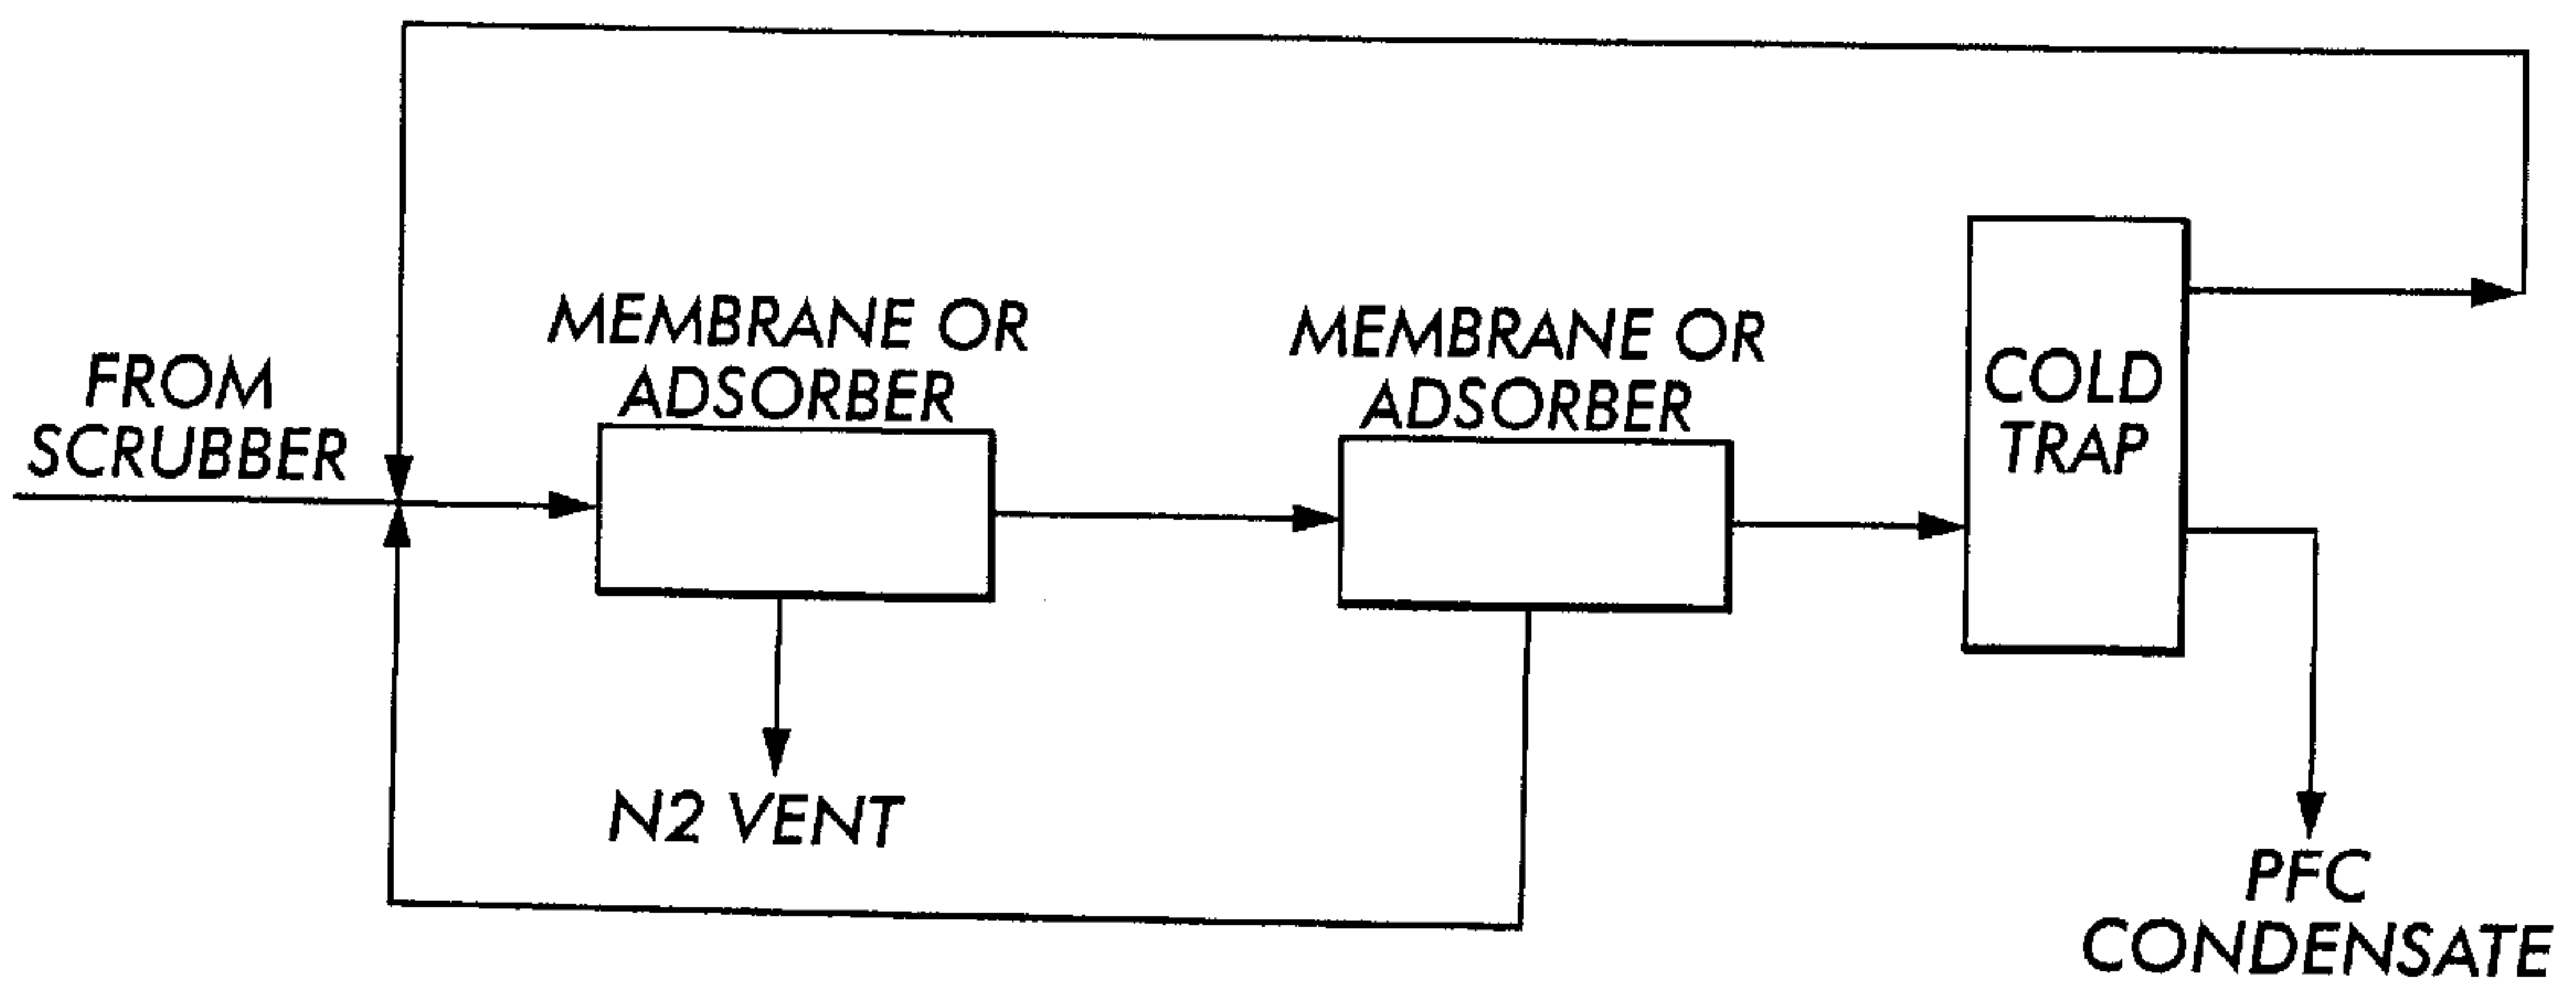 FROM
SCRUBBER
MEMBRANE OR
ADSORBER
MEMBRANE OR
ADSORBER
COLD
TRAP
N2 VENT
PFC
CONDENSATE